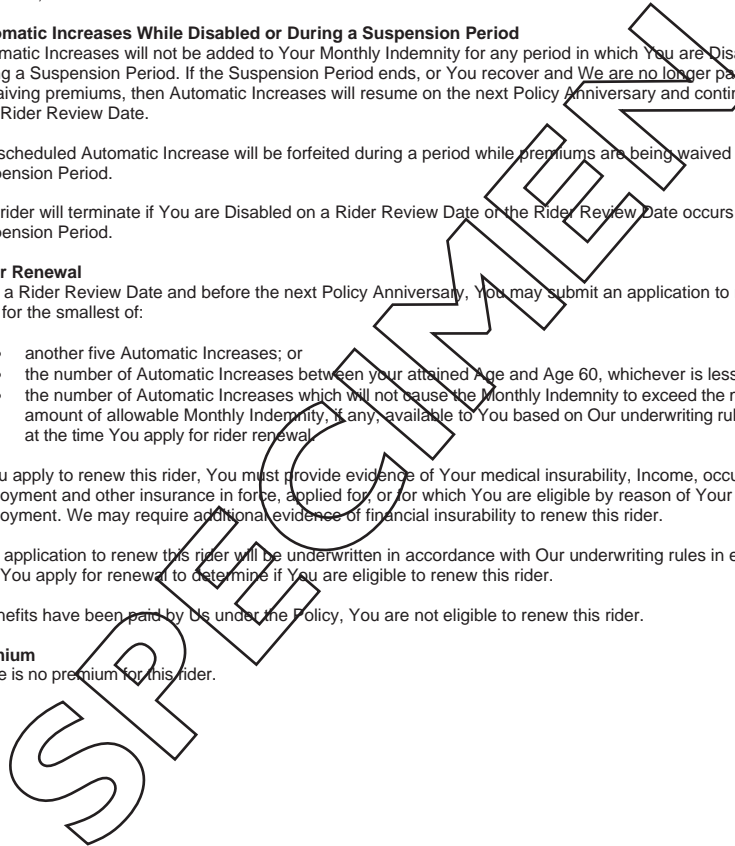 omatic Increases While Disabled or During a Suspension Period
matic Increases will not be added to Your Monthly Indemnity for any period in which You are Disa
g a Suspension Period. If the Suspension Period ends, or You recover and We are no longer pa
aiving premiums, then Automatic Increases will resume on the next Policy Anniversary and contin
Rider Review Date.
scheduled Automatic Increase will be forfeited during a period while premiums are being waived
pension Period.
rider will terminate if You are Disabled on a Rider Review Date or the Rider Review Date occurs
pension Period.
r Renewal
a Rider Review Date and before the next Policy Anniversary, You may submit an application to
for the smallest of:
another five Automatic Increases; or
the number of Automatic Increases between your attained Age and Age 60, whichever is less
the number of Automatic Increases which will not cause the Monthly Indemnity to exceed the m
amount of allowable Monthly Indemnity, if any, available to You based on Our underwriting rul
at the time You apply for rider renewal.
u apply to renew this rider, You must provide evidence of Your medical insurability, Income, occu
oyment and other insurance in force, applied for, or for which You are eligible by reason of Your
oyment. We may require additional evidence of financial insurability to renew this rider.
application to renew this rider will be underwritten in accordance with Our underwriting rules in e
You apply for renewal to determine if You are eligible to renew this rider.
nefits have been paid by Us under the Policy, You are not eligible to renew this rider.
mium
e is no premium for this rider.
SPECIMEN